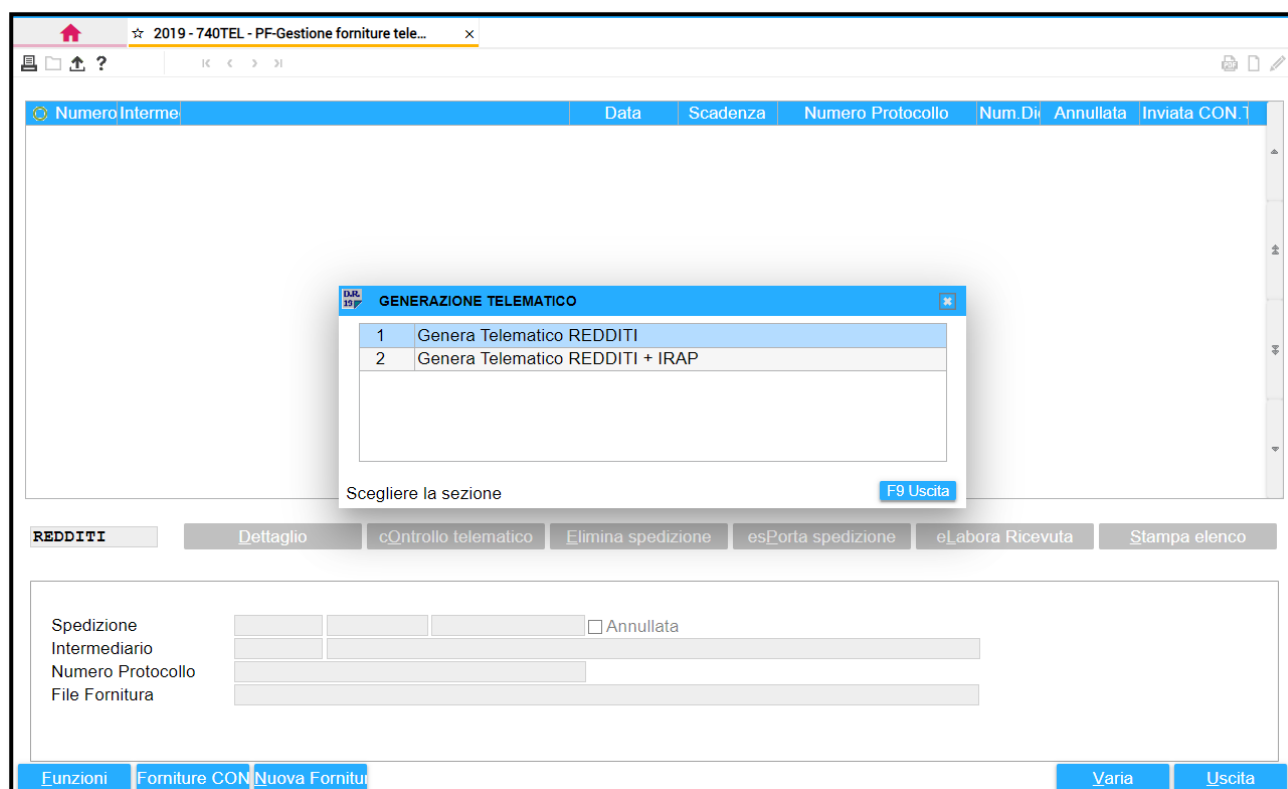 ☆ 2019 - 740TEL - PF-Gestione forniture tele... ×
?
Numero Interme Data Scadenza Numero Protocollo Num.Di Annullata Inviata CON.T
D.R. 19 GENERAZIONE TELEMATICO
1 Genera Telematico REDDITI
2 Genera Telematico REDDITI + IRAP
Scegliere la sezione F9 Uscita
REDDITI Dettaglio cOntrollo telematico Elimina spedizione esPorta spedizione eLabora Ricevuta Stampa elenco
Spedizione Annullata
Intermediario
Numero Protocollo
File Fornitura
Funzioni Forniture CON Nuova Fornitu Varia Uscita